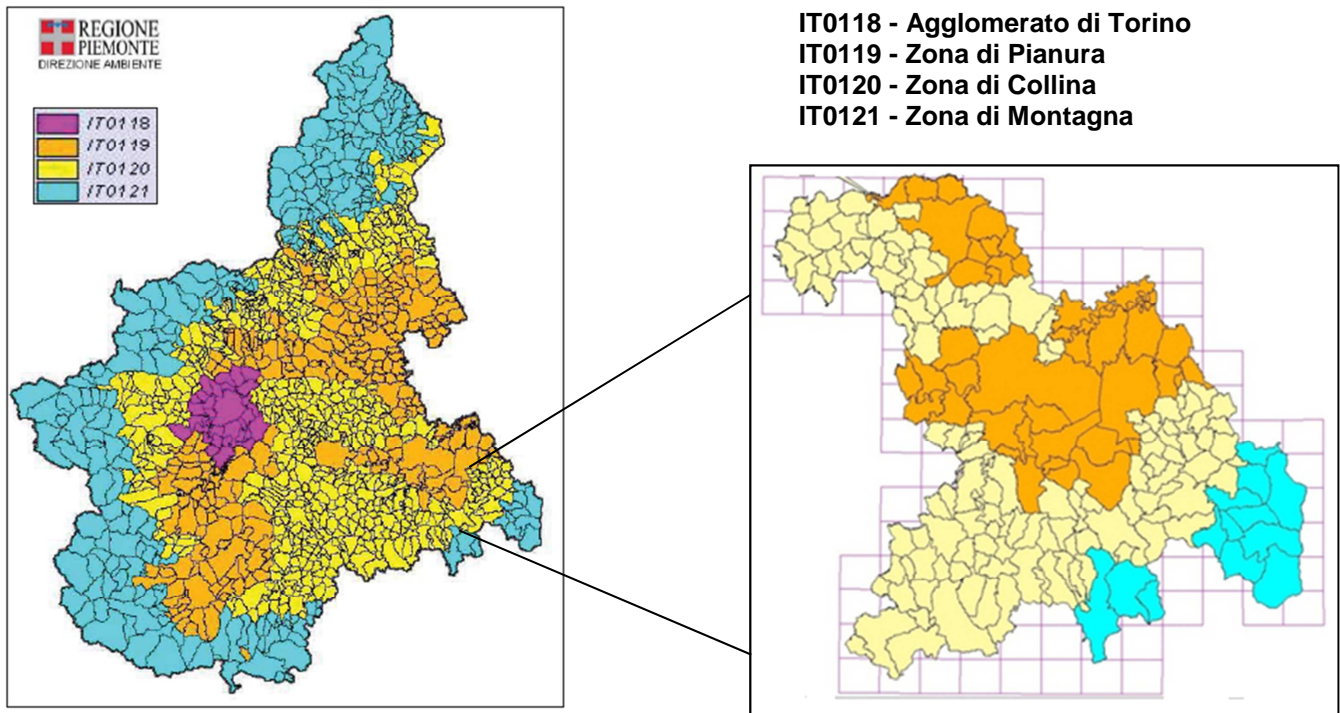 REGIONE
PIEMONTE
DIREZIONE AMBIENTE
IT0118
IT0119
IT0120
IT0121
IT0118 - Agglomerato di Torino
IT0119 - Zona di Pianura
IT0120 - Zona di Collina
IT0121 - Zona di Montagna